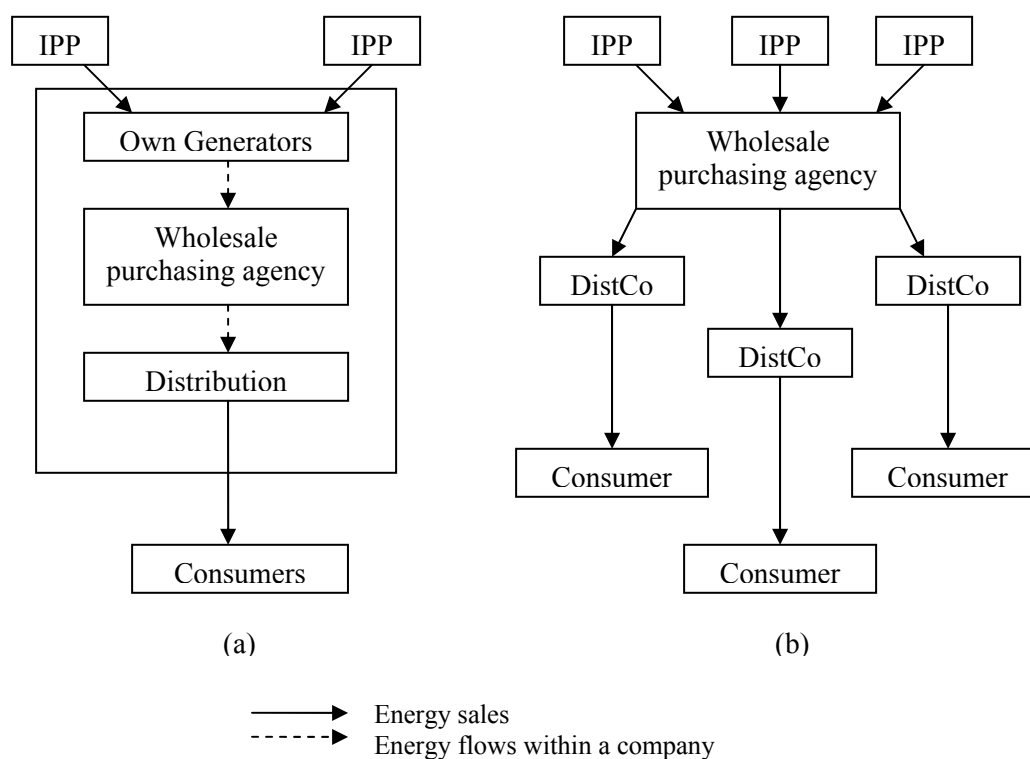 IPP
IPP
Own Generators
Wholesale
purchasing agency
Distribution
Consumers
(a)
IPP
IPP
IPP
Wholesale
purchasing agency
DistCo
DistCo
DistCo
Consumer
Consumer
Consumer
(b)
Energy sales
Energy flows within a company